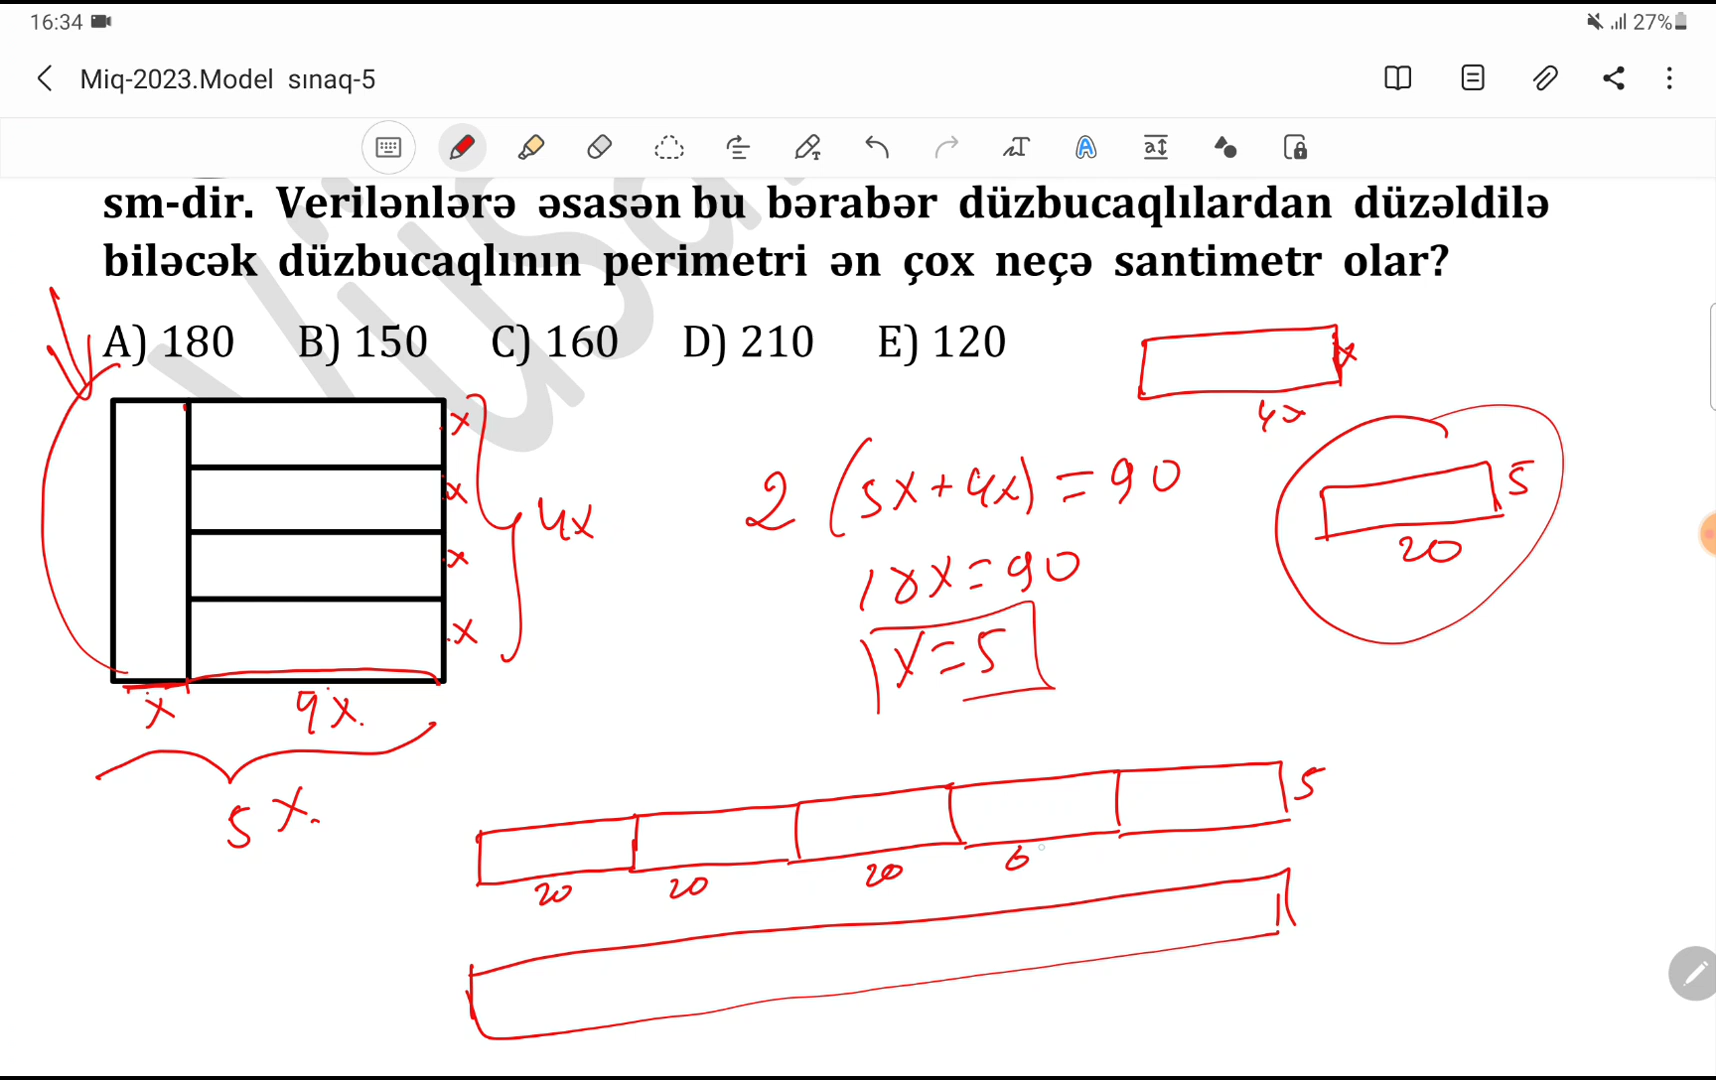 16:34 27%
Miq-2023.Model sınaq-5
sm-dir. Verilənlərə əsasən bu bərabər düzbucaqlılardan düzəldilə
biləcək düzbucaqlının perimetri ən çox neçə santimetr olar?
A) 180 B) 150 C) 160 D) 210 E) 120
x
4x
x
x
x
x
4x
2 (5x+4x) = 90
18x = 90
x = 5
5
20
x
9x.
5x.
5
20
20
20
6